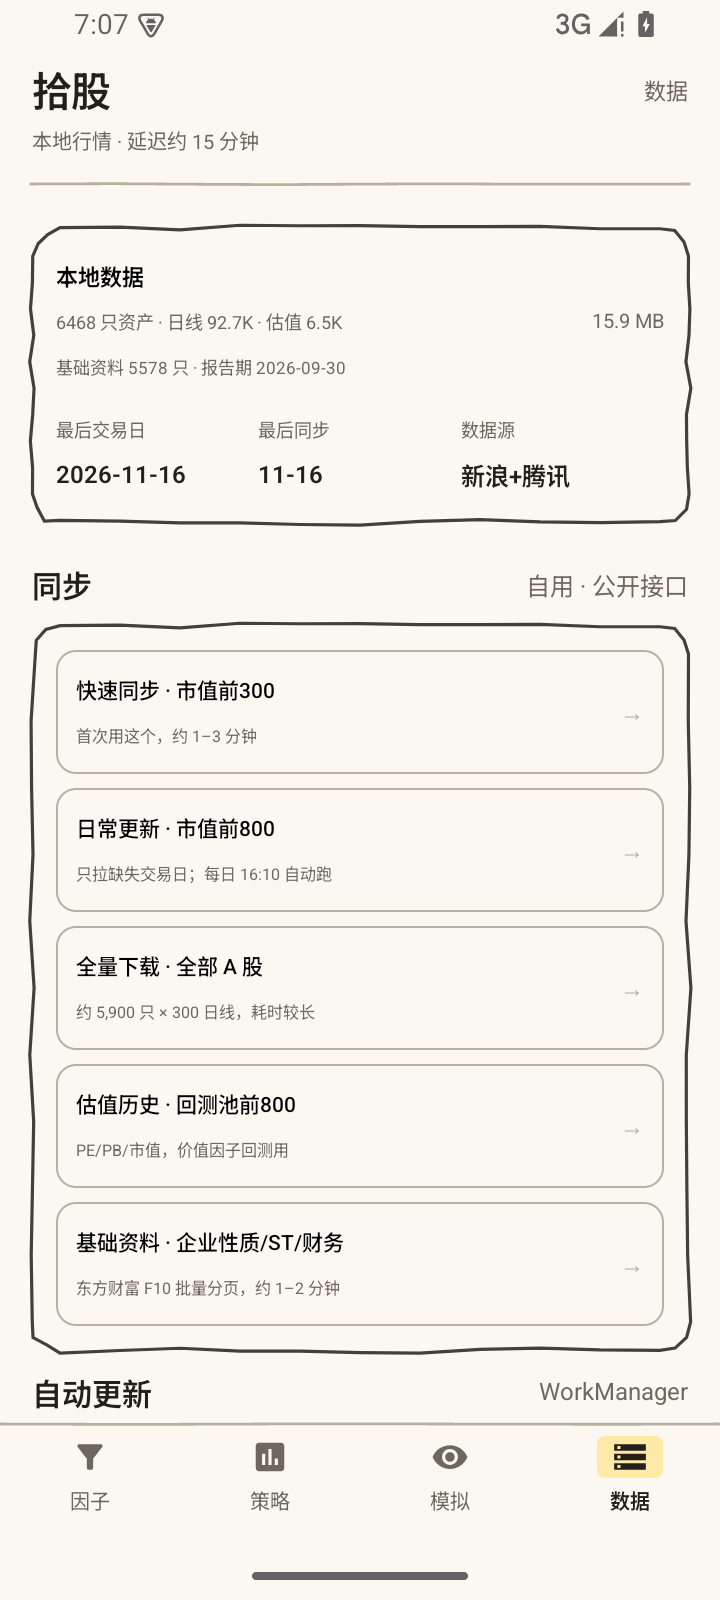 7:07
3G
拾股
数据
本地行情 · 延迟约 15 分钟
本地数据
6468 只资产 · 日线 92.7K · 估值 6.5K
15.9 MB
基础资料 5578 只 · 报告期 2026-09-30
最后交易日
最后同步
数据源
2026-11-16
11-16
新浪+腾讯
同步
自用 · 公开接口
快速同步 · 市值前300
首次用这个，约 1–3 分钟
→
日常更新 · 市值前800
只拉缺失交易日；每日 16:10 自动跑
→
全量下载 · 全部 A 股
约 5,900 只 × 300 日线，耗时较长
→
估值历史 · 回测池前800
PE/PB/市值，价值因子回测用
→
基础资料 · 企业性质/ST/财务
东方财富 F10 批量分页，约 1–2 分钟
→
自动更新
WorkManager
因子
策略
模拟
数据